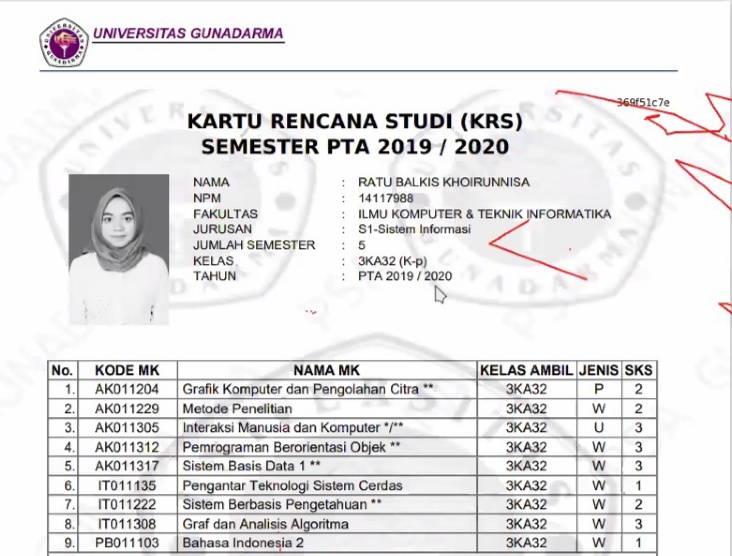 UNIVERSITAS GUNADARMA
369f51c7e
KARTU RENCANA STUDI (KRS)
SEMESTER PTA 2019 / 2020
NAMA : RATU BALKIS KHOIRUNNISA
NPM : 14117988
FAKULTAS : ILMU KOMPUTER & TEKNIK INFORMATIKA
JURUSAN : S1-Sistem Informasi
JUMLAH SEMESTER : 5
KELAS : 3KA32 (K-p)
TAHUN : PTA 2019 / 2020
No. KODE MK NAMA MK KELAS AMBIL JENIS SKS
1. AK011204 Grafik Komputer dan Pengolahan Citra ** 3KA32 P 2
2. AK011229 Metode Penelitian 3KA32 W 2
3. AK011305 Interaksi Manusia dan Komputer */** 3KA32 U 3
4. AK011312 Pemrograman Berorientasi Objek ** 3KA32 W 3
5. AK011317 Sistem Basis Data 1 ** 3KA32 W 3
6. IT011135 Pengantar Teknologi Sistem Cerdas 3KA32 W 1
7. IT011222 Sistem Berbasis Pengetahuan ** 3KA32 W 2
8. IT011308 Graf dan Analisis Algoritma 3KA32 W 3
9. PB011103 Bahasa Indonesia 2 3KA32 W 1